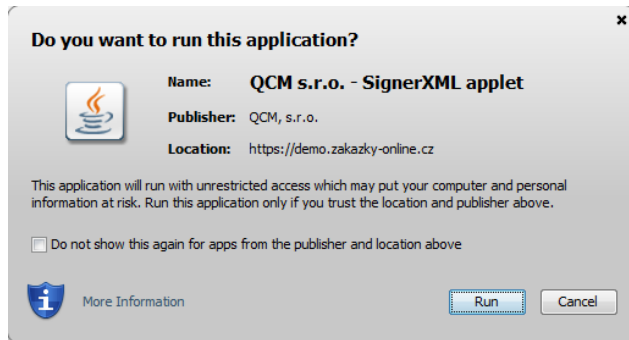 Do you want to run this application?
Name: QCM s.r.o. - SignerXML applet
Publisher: QCM, s.r.o.
Location: https://demo.zakazky-online.cz
This application will run with unrestricted access which may put your computer and personal
information at risk. Run this application only if you trust the location and publisher above.
Do not show this again for apps from the publisher and location above
More Information
Run Cancel